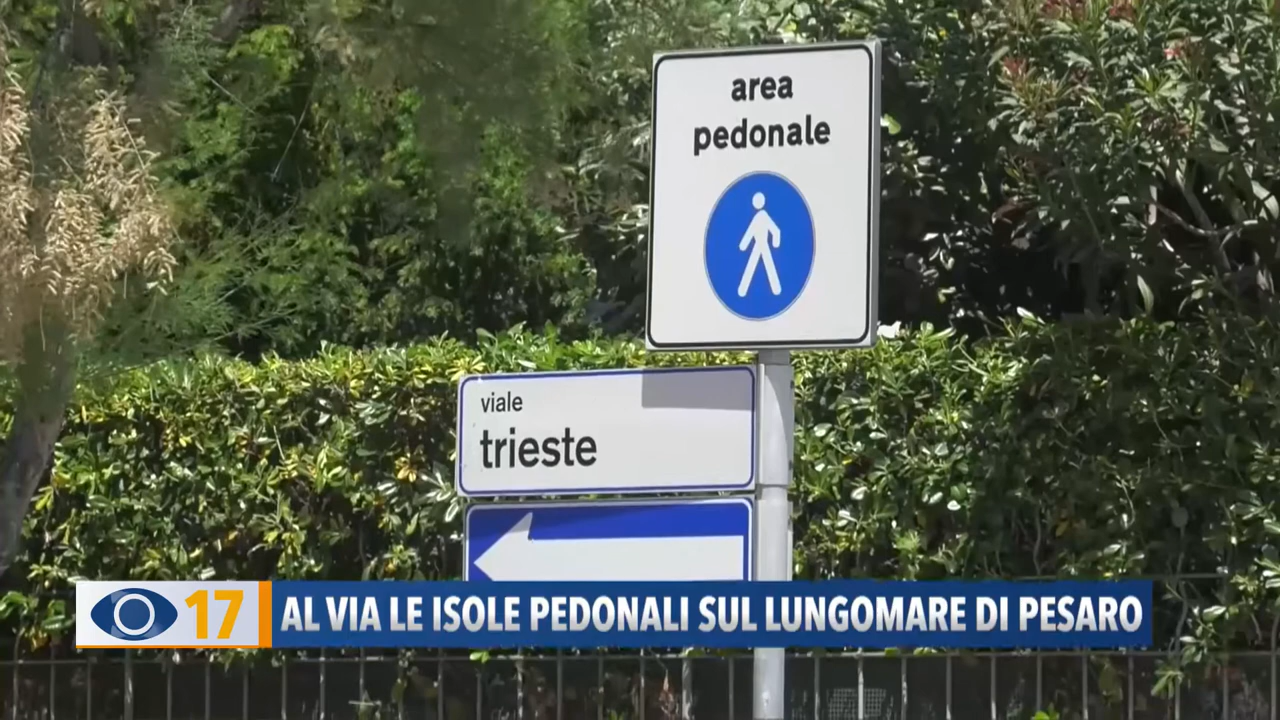 area
pedonale
viale
trieste
17 AL VIA LE ISOLE PEDONALI SUL LUNGOMARE DI PESARO